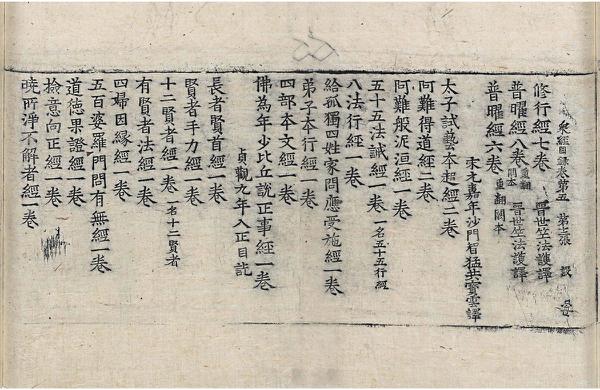 衆經目錄卷第五 第十二張 設
修行經七卷 晋世竺法護譯
普曜經八卷 重翻闕本 晋世竺法護譯
普曜經六卷 重翻闕本
宋元嘉年沙門智猛共寶雲譯
太子試藝本起經二卷
阿難得道經二卷
阿難般泥洹經一卷
五十五法誡經一卷 一名五十五行經
八法行經一卷
給孤獨四姓家問應受施經一卷
弟子本行經一卷
四部本文經一卷
佛為年少比丘說正事經一卷
貞觀九年入正目訖
長者賢首經一卷
賢者手力經一卷
十二賢者經一卷 一名十二賢者
有賢者法經一卷
四婦因緣經一卷
五百婆羅門問有無經一卷
道德果證經一卷
撿意向正經一卷
曉所淨不解者經一卷